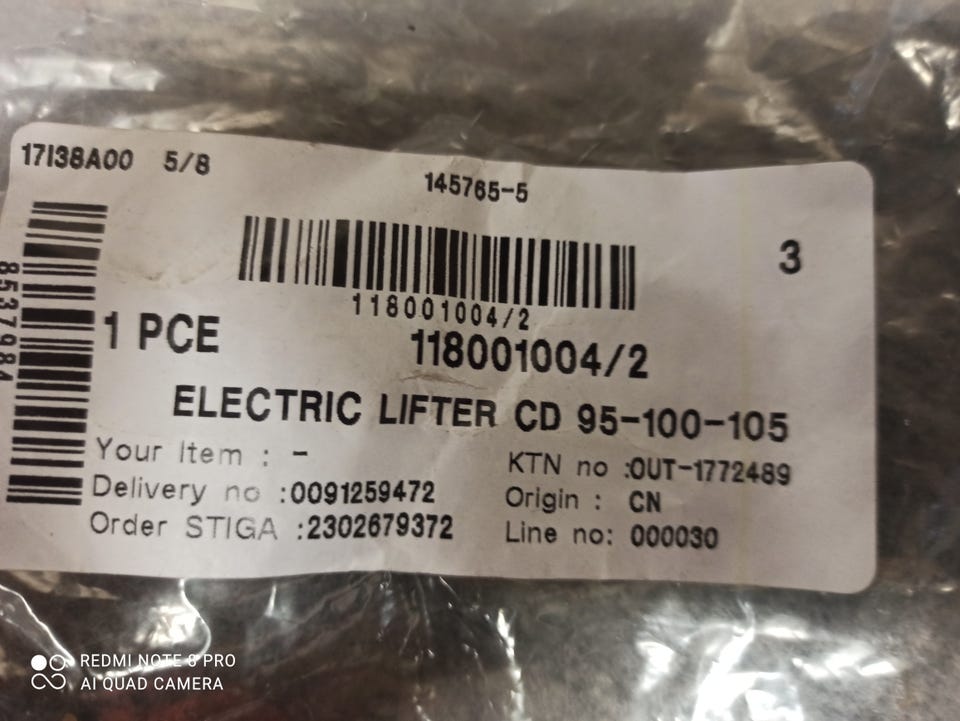 17I38A00 5/8
145765-5
3
118001004/2
1 PCE
118001004/2
ELECTRIC LIFTER CD 95-100-105
Your Item : -
KTN no :OUT-1772489
Delivery no :0091259472
Origin : CN
Order STIGA :2302679372
Line no: 000030
8537984
REDMI NOTE 8 PRO
AI QUAD CAMERA